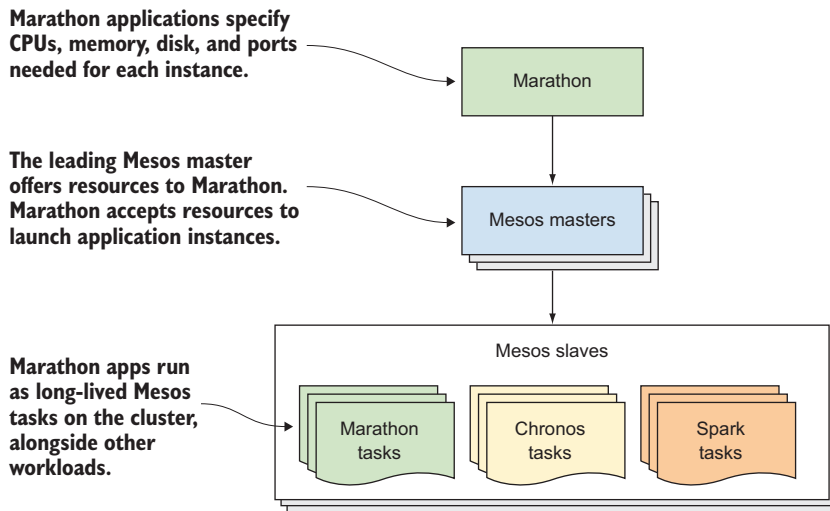 Marathon applications specify
CPUs, memory, disk, and ports
needed for each instance.
Marathon
The leading Mesos master
offers resources to Marathon.
Marathon accepts resources to
launch application instances.
Mesos masters
Mesos slaves
Marathon apps run
as long-lived Mesos
tasks on the cluster,
alongside other
workloads.
Marathon
tasks
Chronos
tasks
Spark
tasks